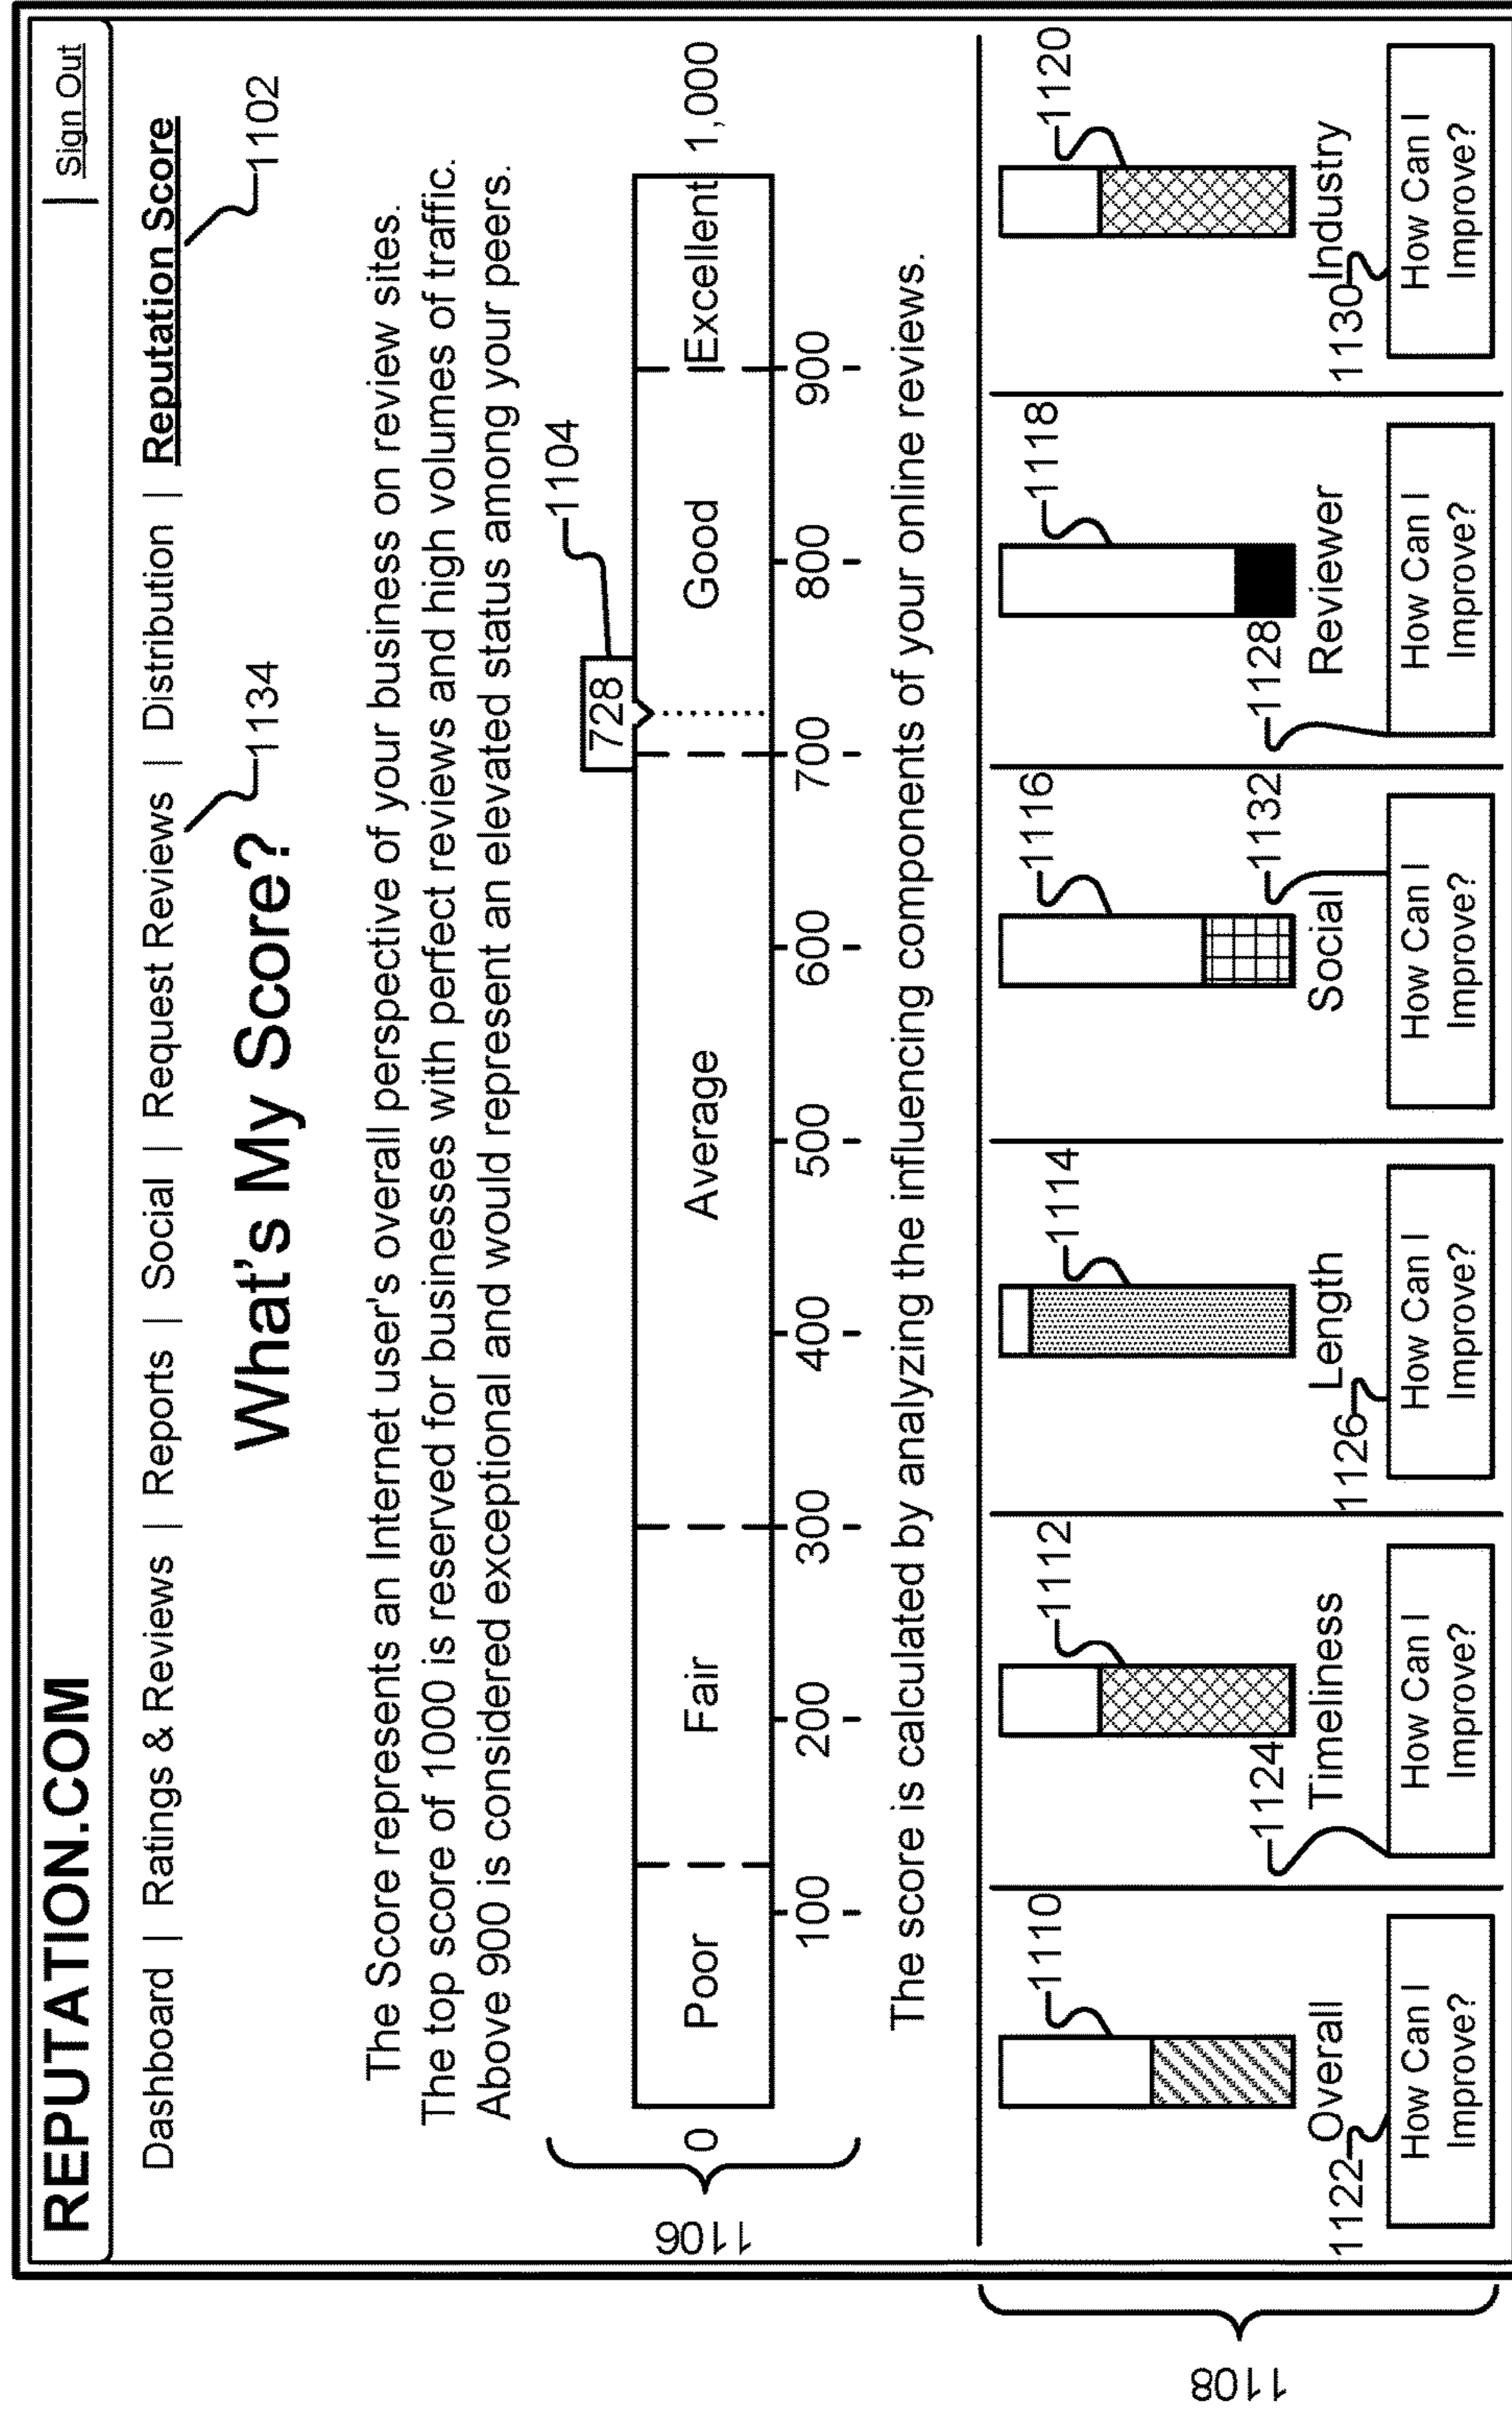 REPUTATION.COM
| Sign Out
Dashboard | Ratings & Reviews | Reports | Social | Request Reviews | Distribution | Reputation Score
1102
1134
What's My Score?
The Score represents an Internet user's overall perspective of your business on review sites.
The top score of 1000 is reserved for businesses with perfect reviews and high volumes of traffic.
Above 900 is considered exceptional and would represent an elevated status among your peers.
1104
728
1106
0 Poor Fair Average Good Excellent 1,000
100 200 300 400 500 600 700 800 900
The score is calculated by analyzing the influencing components of your online reviews.
1108
1110 1112 1114 1116 1118 1120
1124 1132 1128
Overall Timeliness Length Social Reviewer Industry
1122 1126 1130
How Can I How Can I How Can I How Can I How Can I How Can I
Improve? Improve? Improve? Improve? Improve? Improve?